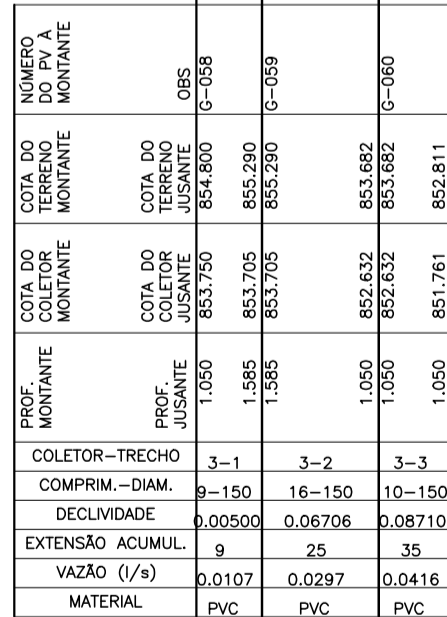 NÚMERO
DO PV À
MONTANTE
OBS
G-058
G-059
G-060
COTA DO
TERRENO
MONTANTE
COTA DO
TERRENO
JUSANTE
854.800
855.290
855.290
853.682
853.682
852.811
COTA DO
COLETOR
MONTANTE
COTA DO
COLETOR
JUSANTE
853.750
853.705
853.705
852.632
852.632
851.761
PROF.
MONTANTE
PROF.
JUSANTE
1.050
1.585
1.585
1.050
1.050
1.050
COLETOR-TRECHO 3-1 3-2 3-3
COMPRIM.-DIAM. 9-150 16-150 10-150
DECLIVIDADE 0.00500 0.06706 0.08710
EXTENSÃO ACUMUL. 9 25 35
VAZÃO (l/s) 0.0107 0.0297 0.0416
MATERIAL PVC PVC PVC